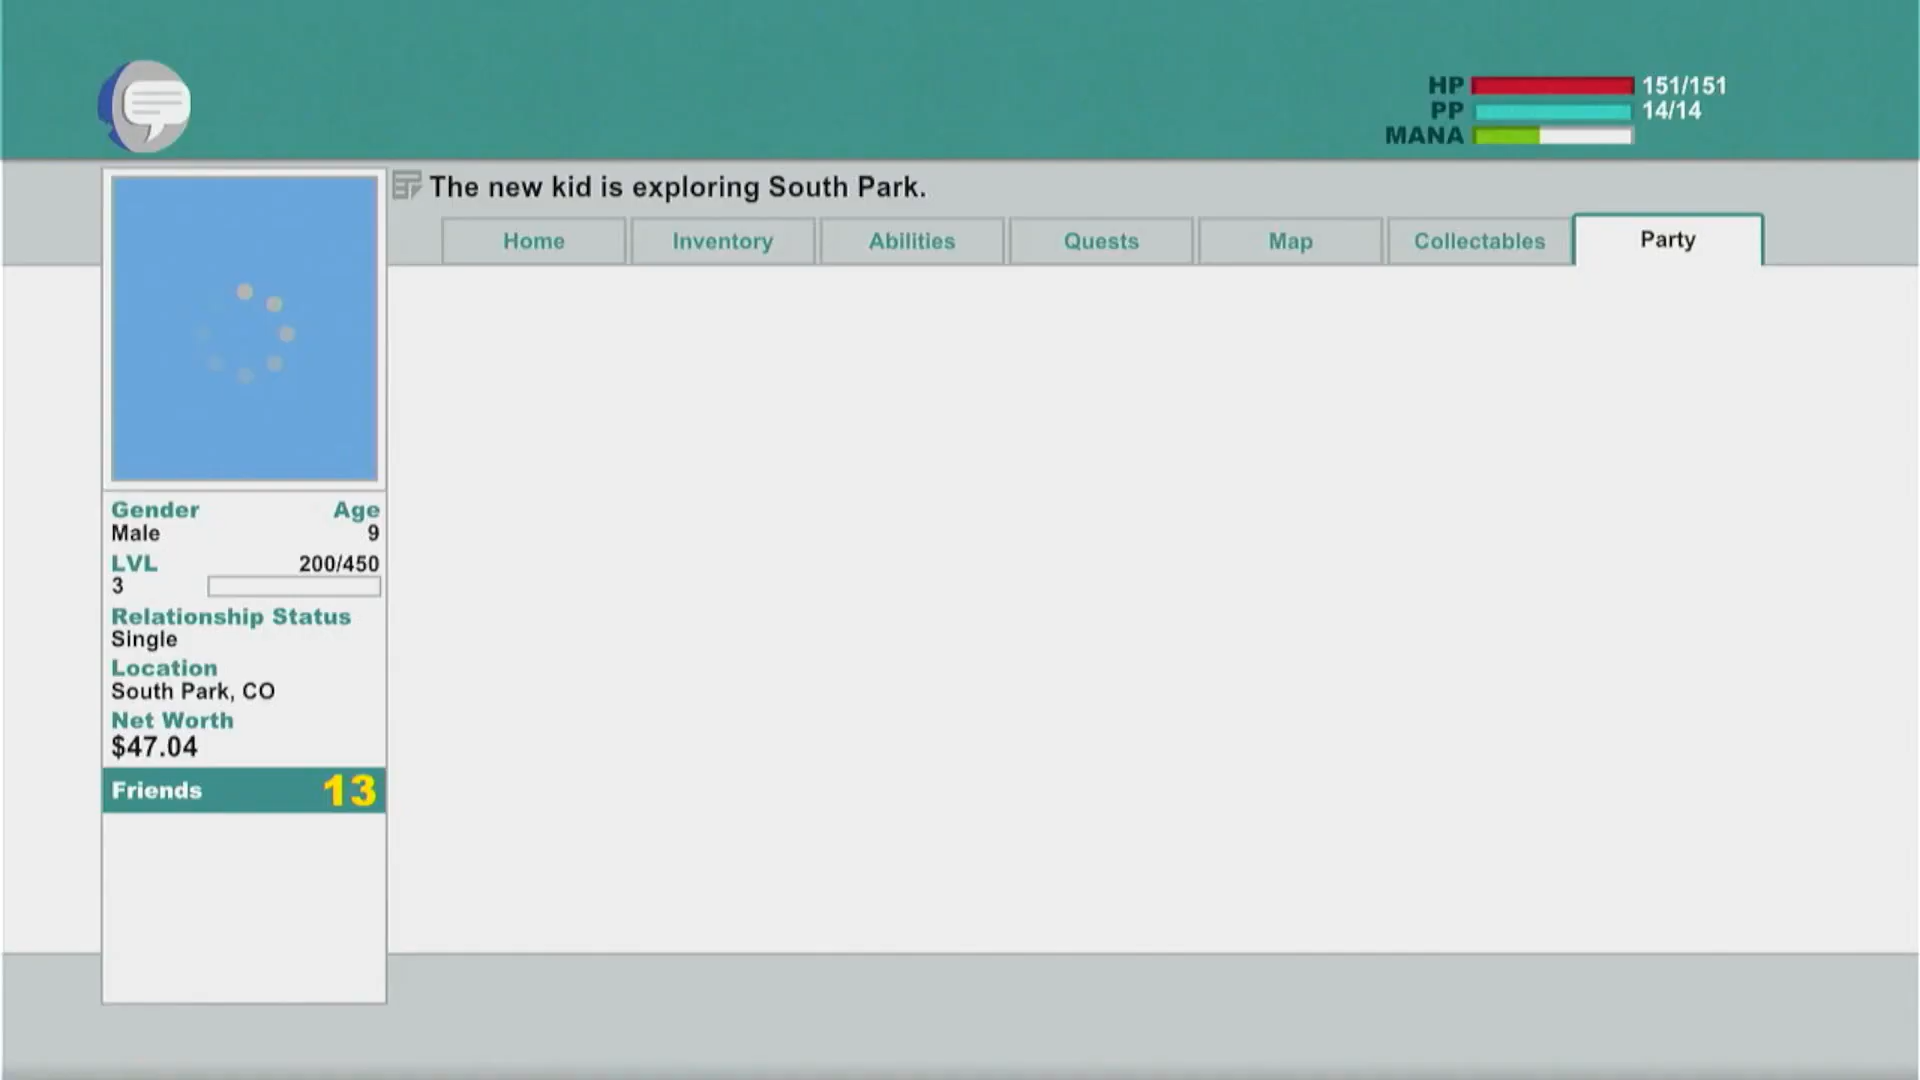 HP 151/151
PP 14/14
MANA
The new kid is exploring South Park.
Home Inventory Abilities Quests Map Collectables Party
Gender Age
Male 9
LVL 200/450
3
Relationship Status
Single
Location
South Park, CO
Net Worth
$47.04
Friends 13